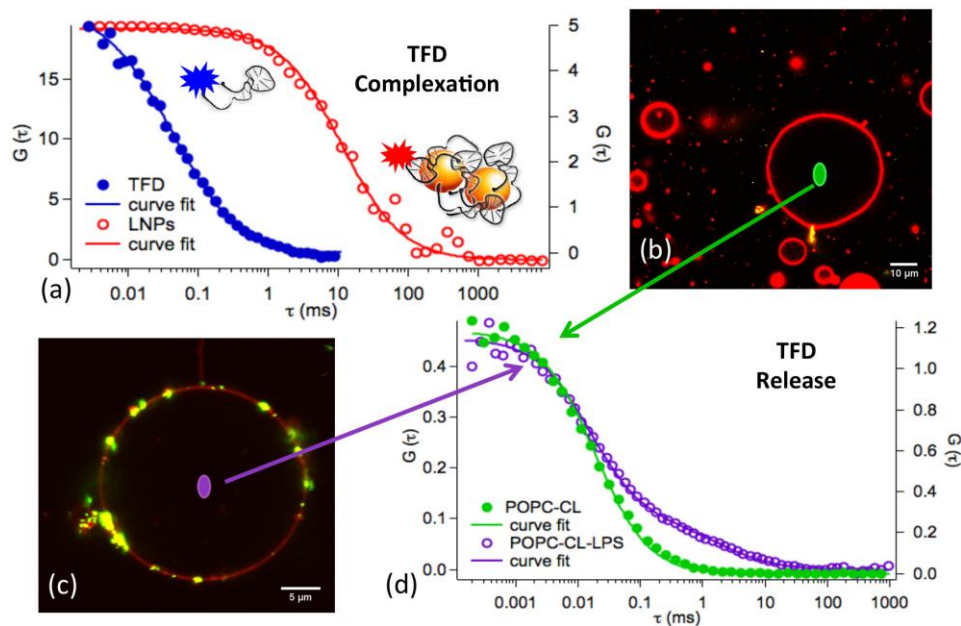 TFD
Complexation
G (τ)
15
10
5
0
TFD
curve fit
LNPs
curve fit
5
4
3
2
1
0
G (τ)
0.01 0.1 1 10 100 1000
τ (ms)
(a)
(b)
10 µm
(c)
5 µm
TFD
Release
G (τ)
0.4
0.3
0.2
0.1
0.0
POPC-CL
curve fit
POPC-CL-LPS
curve fit
1.2
1.0
0.8
0.6
0.4
0.2
0.0
G (τ)
0.001 0.01 0.1 1 10 100 1000
τ (ms)
(d)